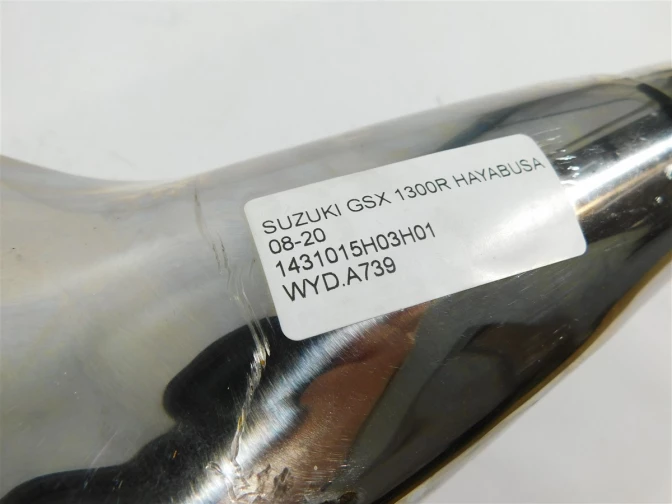 SUZUKI GSX 1300R HAYABUSA
08-20
1431015H03H01
WYD.A739